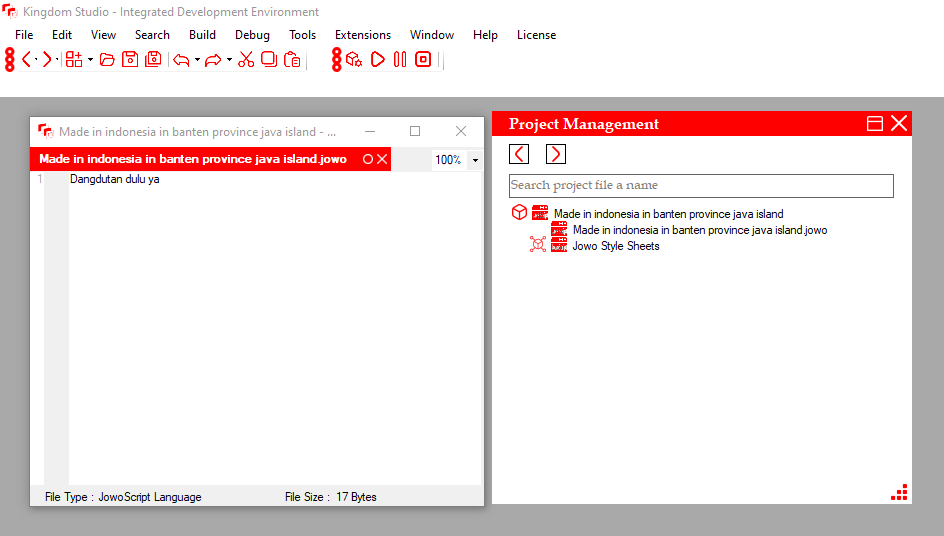 Kingdom Studio - Integrated Development Environment
File Edit View Search Build Debug Tools Extensions Window Help License
Made in indonesia in banten province java island - ...
Made in indonesia in banten province java island.jowo 100%
1 Dangdutan dulu ya
File Type : JowoScript Language File Size : 17 Bytes
Project Management
Search project file a name
Made in indonesia in banten province java island
Made in indonesia in banten province java island.jowo
Jowo Style Sheets